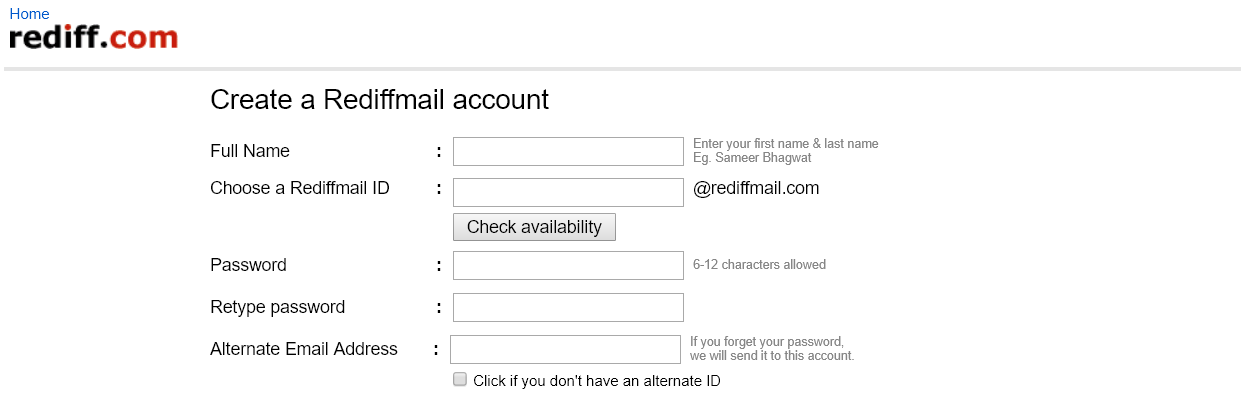 Home
rediff.com
Create a Rediffmail account
Full Name : Enter your first name & last name
Eg. Sameer Bhagwat
Choose a Rediffmail ID : @rediffmail.com
Check availability
Password : 6-12 characters allowed
Retype password :
Alternate Email Address : If you forget your password,
we will send it to this account.
Click if you don't have an alternate ID